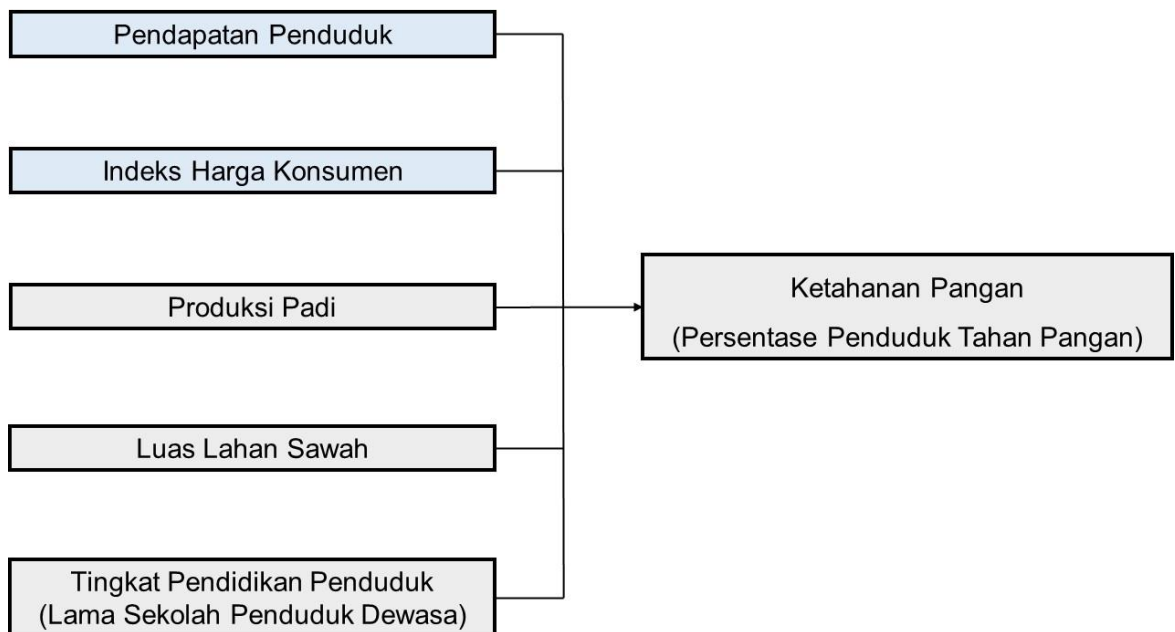 Pendapatan Penduduk
Indeks Harga Konsumen
Produksi Padi
Luas Lahan Sawah
Tingkat Pendidikan Penduduk
(Lama Sekolah Penduduk Dewasa)
Ketahanan Pangan
(Persentase Penduduk Tahan Pangan)